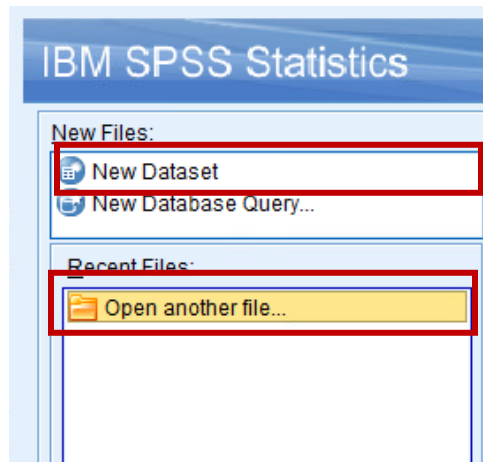 IBM SPSS Statistics
New Files:
New Dataset
New Database Query...
Recent Files:
Open another file...